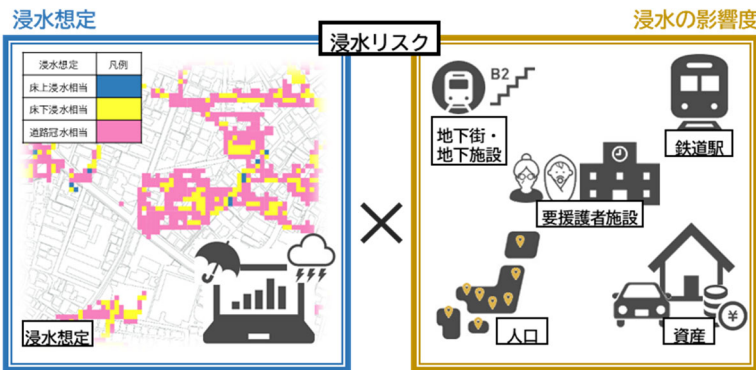 浸水想定
浸水の影響度
浸水リスク
浸水想定 凡例
床上浸水相当
床下浸水相当
道路冠水相当
浸水想定
×
B2
地下街・
地下施設
鉄道駅
要援護者施設
人口
¥
資産